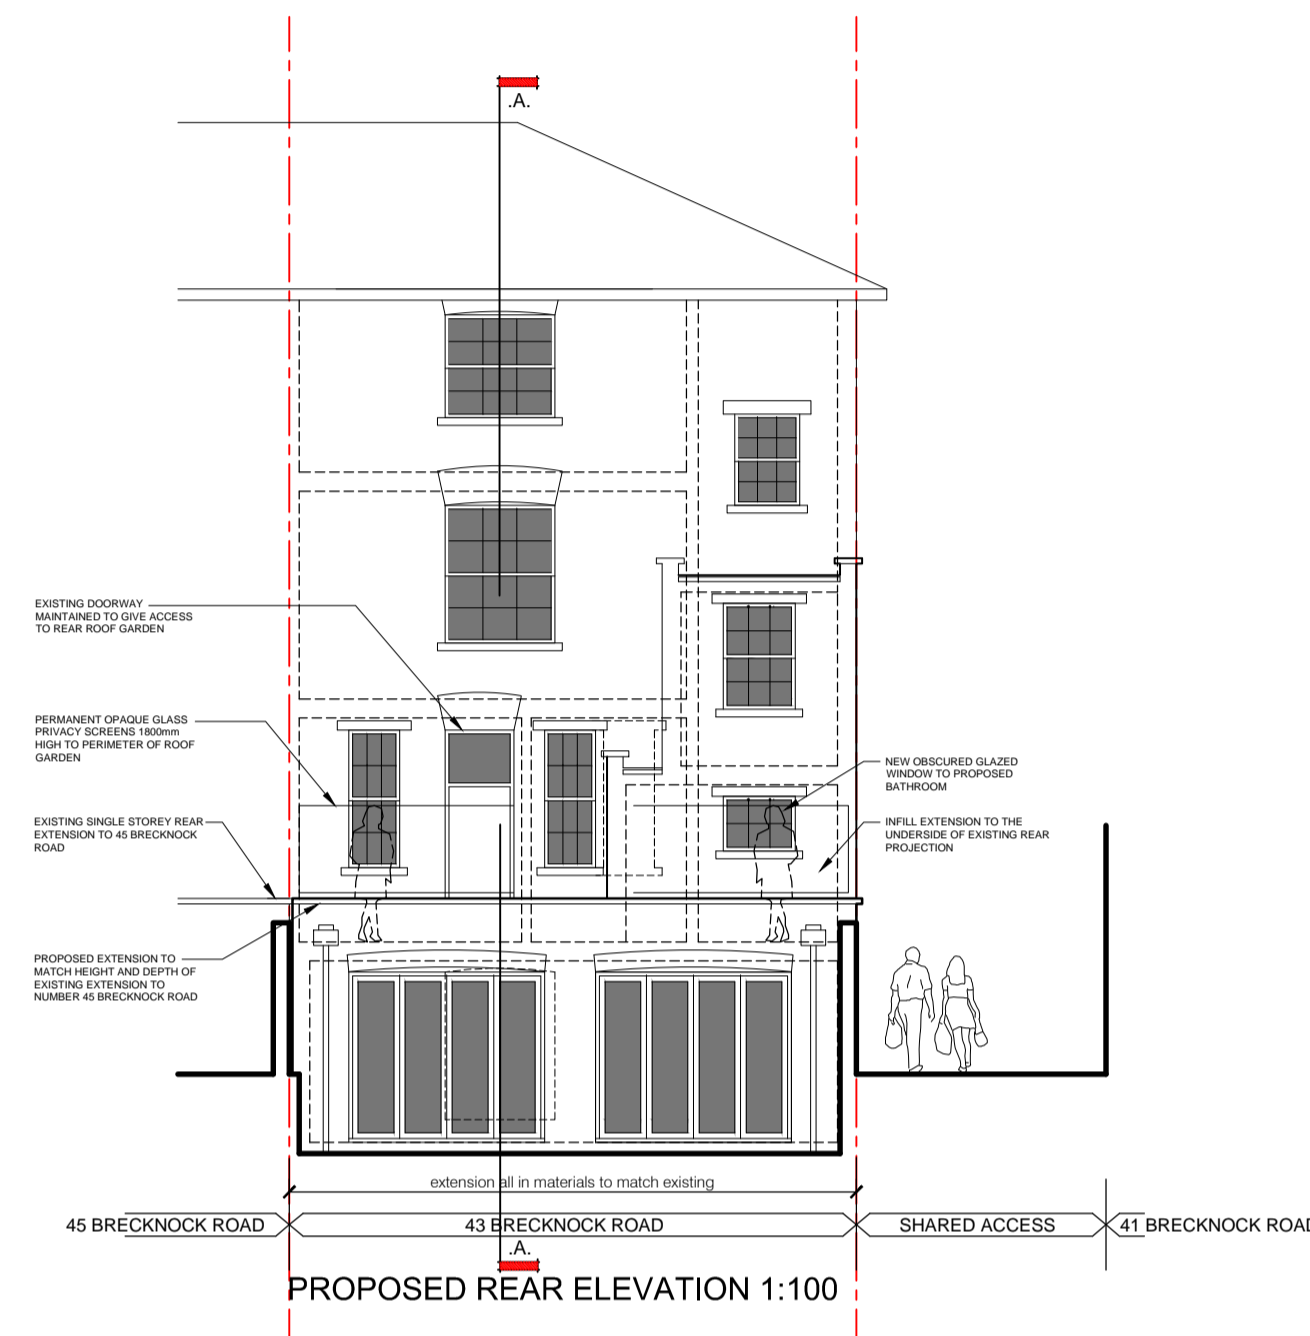 .A.
EXISTING DOORWAY
MAINTAINED TO GIVE ACCESS
TO REAR ROOF GARDEN
PERMANENT OPAQUE GLASS
PRIVACY SCREENS 1800mm
HIGH TO PERIMETER OF ROOF
GARDEN
EXISTING SINGLE STOREY REAR
EXTENSION TO 45 BRECKNOCK
ROAD
PROPOSED EXTENSION TO
MATCH HEIGHT AND DEPTH OF
EXISTING EXTENSION TO
NUMBER 45 BRECKNOCK ROAD
NEW OBSCURED GLAZED
WINDOW TO PROPOSED
BATHROOM
INFILL EXTENSION TO THE
UNDERSIDE OF EXISTING REAR
PROJECTION
extension all in materials to match existing
45 BRECKNOCK ROAD
43 BRECKNOCK ROAD
SHARED ACCESS
41 BRECKNOCK ROAD
.A.
PROPOSED REAR ELEVATION 1:100